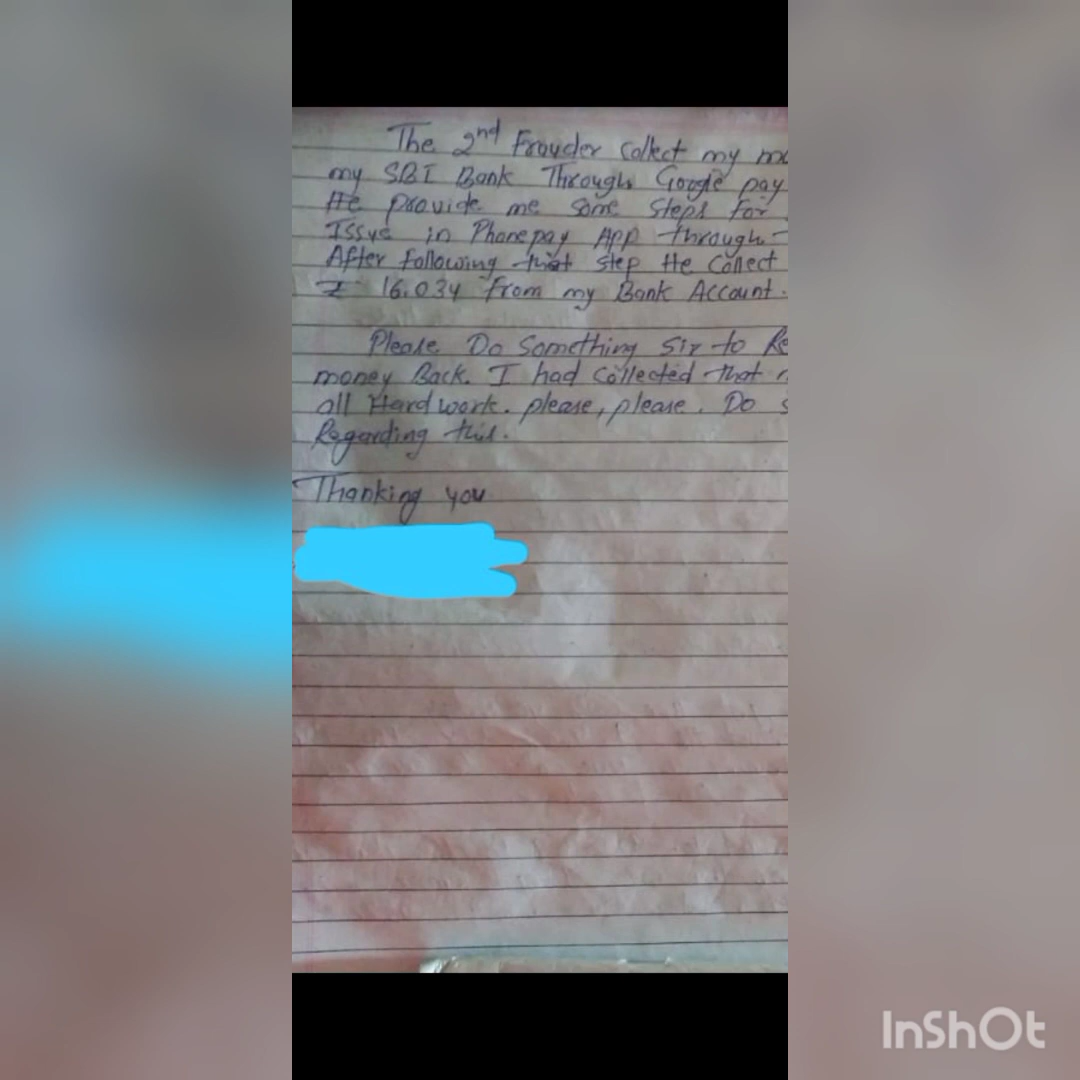 The 2nd Frauder Collect my
my SBI Bank Through Google pay
He provide me some steps for
Issue in Phonepay App through
After following that step He Collect
₹ 16,034 from my Bank Account.
Please Do Something Sir to
money Back. I had Collected that
all Hardwork. please, please. Do
Regarding this.
Thanking you
InShOt